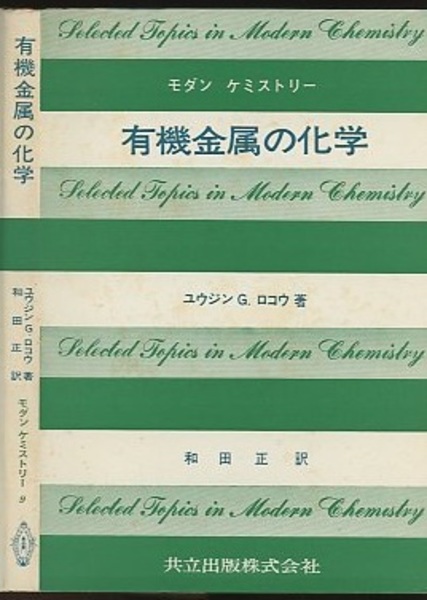 有機金属の化学
ユウジン G. ロコウ 著
和田正訳
モダン ケミストリー 9
Selected Topics in Modern Chemistry
モダン ケミストリー
有機金属の化学
Selected Topics in Modern Chemistry
ユウジン G. ロコウ 著
Selected Topics in Modern Chemistry
和田正訳
Selected Topics in Modern Chemistry
共立出版株式会社